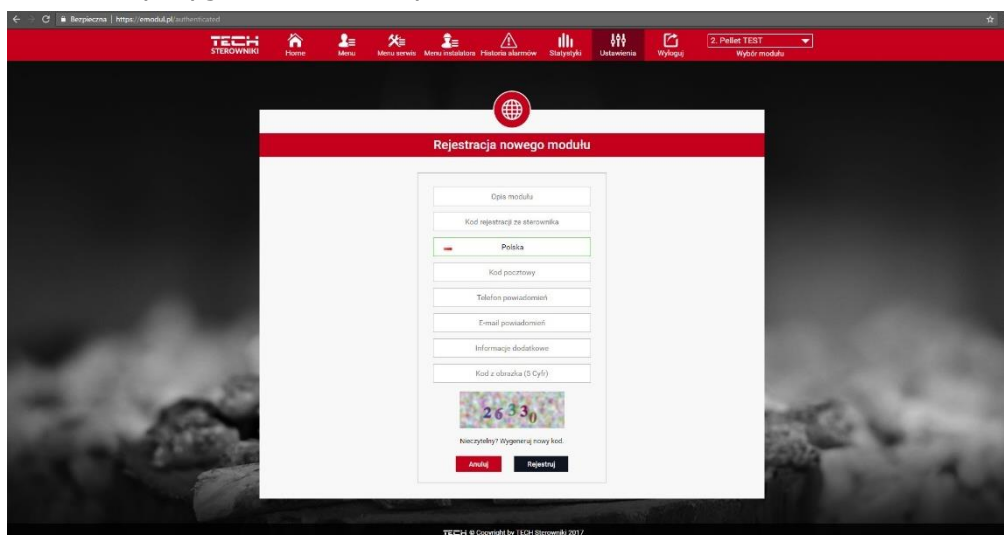 Bezpieczna | https://emodul.pl/authenticated
TECH
STEROWNIKI
Home
Menu
Menu serwis
Menu instalatora
Historia alarmów
Statystyki
Ustawienia
Wyloguj
2. Pellet TEST
Wybór modułu
Rejestracja nowego modułu
Opis modułu
Kod rejestracji ze sterownika
Polska
Kod pocztowy
Telefon powiadomień
E-mail powiadomień
Informacje dodatkowe
Kod z obrazka (5 Cyfr)
26330
Nieczytelny? Wygeneruj nowy kod.
Anuluj
Rejestruj
TECH © Copyright by TECH Sterowniki 2017